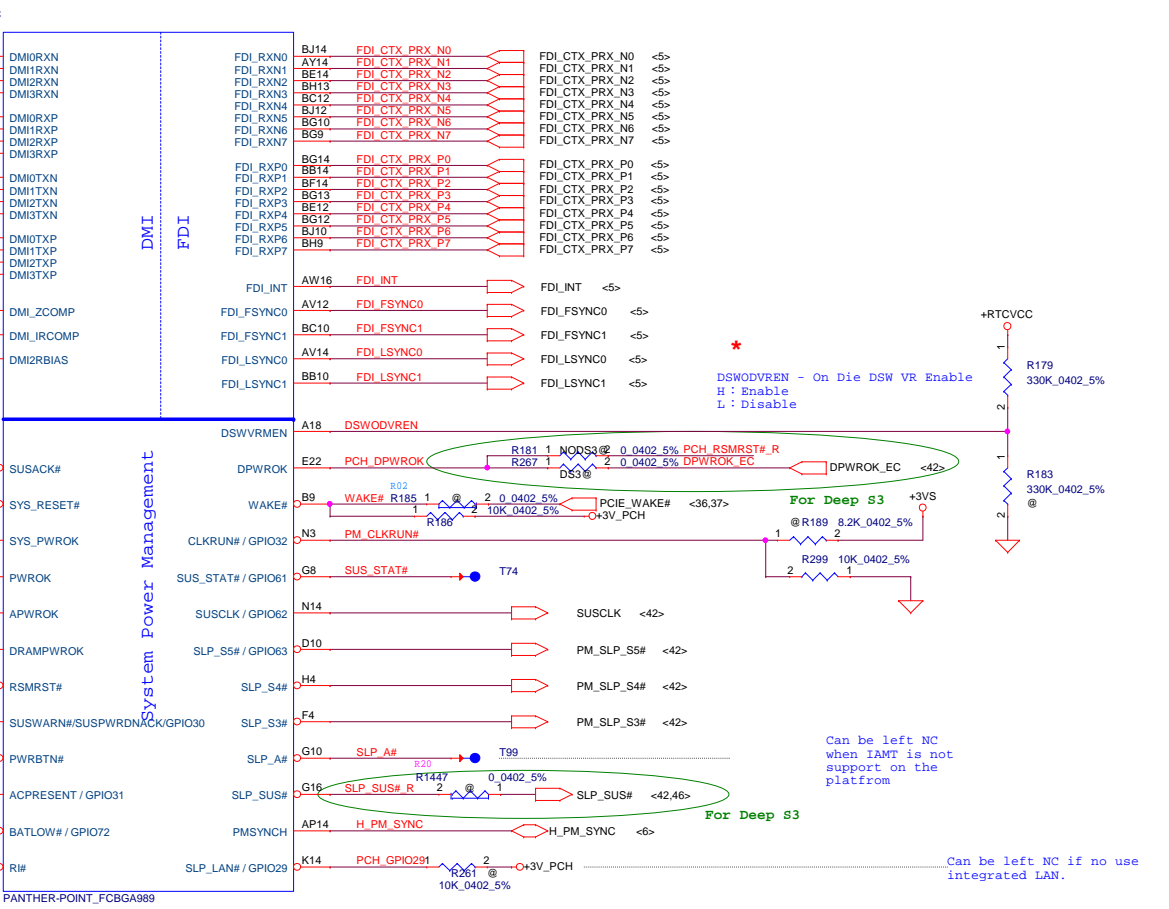 DMI0RXN
DMI1RXN
DMI2RXN
DMI3RXN
DMI0RXP
DMI1RXP
DMI2RXP
DMI3RXP
DMI0TXN
DMI1TXN
DMI2TXN
DMI3TXN
DMI0TXP
DMI1TXP
DMI2TXP
DMI3TXP
DMI_ZCOMP
DMI_IRCOMP
DMI2RBIAS
DMI
FDI
FDI_RXN0 BJ14 FDI_CTX_PRX_N0 FDI_CTX_PRX_N0 <5>
FDI_RXN1 AY14 FDI_CTX_PRX_N1 FDI_CTX_PRX_N1 <5>
FDI_RXN2 BE14 FDI_CTX_PRX_N2 FDI_CTX_PRX_N2 <5>
FDI_RXN3 BH13 FDI_CTX_PRX_N3 FDI_CTX_PRX_N3 <5>
FDI_RXN4 BC12 FDI_CTX_PRX_N4 FDI_CTX_PRX_N4 <5>
FDI_RXN5 BJ12 FDI_CTX_PRX_N5 FDI_CTX_PRX_N5 <5>
FDI_RXN6 BG10 FDI_CTX_PRX_N6 FDI_CTX_PRX_N6 <5>
FDI_RXN7 BG9 FDI_CTX_PRX_N7 FDI_CTX_PRX_N7 <5>
FDI_RXP0 BG14 FDI_CTX_PRX_P0 FDI_CTX_PRX_P0 <5>
FDI_RXP1 BB14 FDI_CTX_PRX_P1 FDI_CTX_PRX_P1 <5>
FDI_RXP2 BF14 FDI_CTX_PRX_P2 FDI_CTX_PRX_P2 <5>
FDI_RXP3 BG13 FDI_CTX_PRX_P3 FDI_CTX_PRX_P3 <5>
FDI_RXP4 BE12 FDI_CTX_PRX_P4 FDI_CTX_PRX_P4 <5>
FDI_RXP5 BG12 FDI_CTX_PRX_P5 FDI_CTX_PRX_P5 <5>
FDI_RXP6 BJ10 FDI_CTX_PRX_P6 FDI_CTX_PRX_P6 <5>
FDI_RXP7 BH9 FDI_CTX_PRX_P7 FDI_CTX_PRX_P7 <5>
FDI_INT AW16 FDI_INT FDI_INT <5>
FDI_FSYNC0 AV12 FDI_FSYNC0 FDI_FSYNC0 <5>
FDI_FSYNC1 BC10 FDI_FSYNC1 FDI_FSYNC1 <5>
FDI_LSYNC0 AV14 FDI_LSYNC0 FDI_LSYNC0 <5>
FDI_LSYNC1 BB10 FDI_LSYNC1 FDI_LSYNC1 <5>
*
DSWODVREN - On Die DSW VR Enable
H：Enable
L：Disable
+RTCVCC
1
R179
330K_0402_5%
2
1
R183
330K_0402_5%
@
2
System Power Management
SUSACK#
SYS_RESET#
SYS_PWROK
PWROK
APWROK
DRAMPWROK
RSMRST#
SUSWARN#/SUSPWRDNACK/GPIO30
PWRBTN#
ACPRESENT / GPIO31
BATLOW# / GPIO72
RI#
DSWVRMEN A18 DSWODVREN
R181 1 NODS3@ 2 0_0402_5% PCH_RSMRST#_R
DPWROK E22 PCH_DPWROK R267 1 2 0_0402_5% DPWROK_EC DPWROK_EC <42>
DS3@
For Deep S3
R02
WAKE# B9 WAKE# R185 1 @ 2 0_0402_5% PCIE_WAKE# <36,37>
1 R186 2 10K_0402_5% +3V_PCH
+3VS
@ R189 8.2K_0402_5%
1 2
CLKRUN# / GPIO32 N3 PM_CLKRUN#
R299 10K_0402_5%
2 1
SUS_STAT# / GPIO61 G8 SUS_STAT# T74
SUSCLK / GPIO62 N14 SUSCLK <42>
SLP_S5# / GPIO63 D10 PM_SLP_S5# <42>
SLP_S4# H4 PM_SLP_S4# <42>
SLP_S3# F4 PM_SLP_S3# <42>
SLP_A# G10 SLP_A# T99
Can be left NC
when IAMT is not
support on the
platfrom
R20
R1447 0_0402_5%
SLP_SUS# G16 SLP_SUS#_R 2 @ 1 SLP_SUS# <42,46>
For Deep S3
PMSYNCH AP14 H_PM_SYNC H_PM_SYNC <6>
SLP_LAN# / GPIO29 K14 PCH_GPIO29 1 2 +3V_PCH
R261 @
10K_0402_5%
Can be left NC if no use
integrated LAN.
PANTHER-POINT_FCBGA989